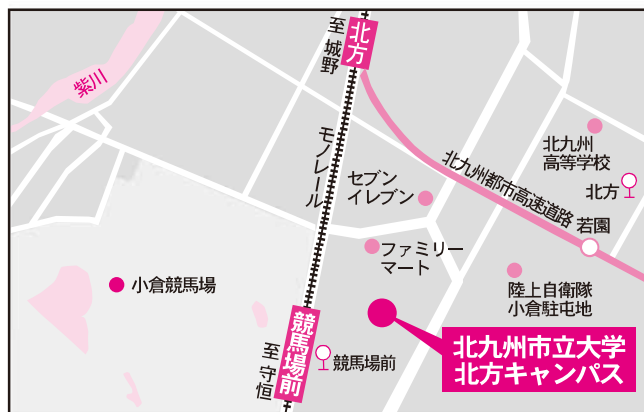 至 城野
北方
紫川
モノレール
北九州都市高速道路
北九州
高等学校
北方
若園
セブン
イレブン
ファミリー
マート
小倉競馬場
陸上自衛隊
小倉駐屯地
競馬場前
至 守恒
競馬場前
北九州市立大学
北方キャンパス